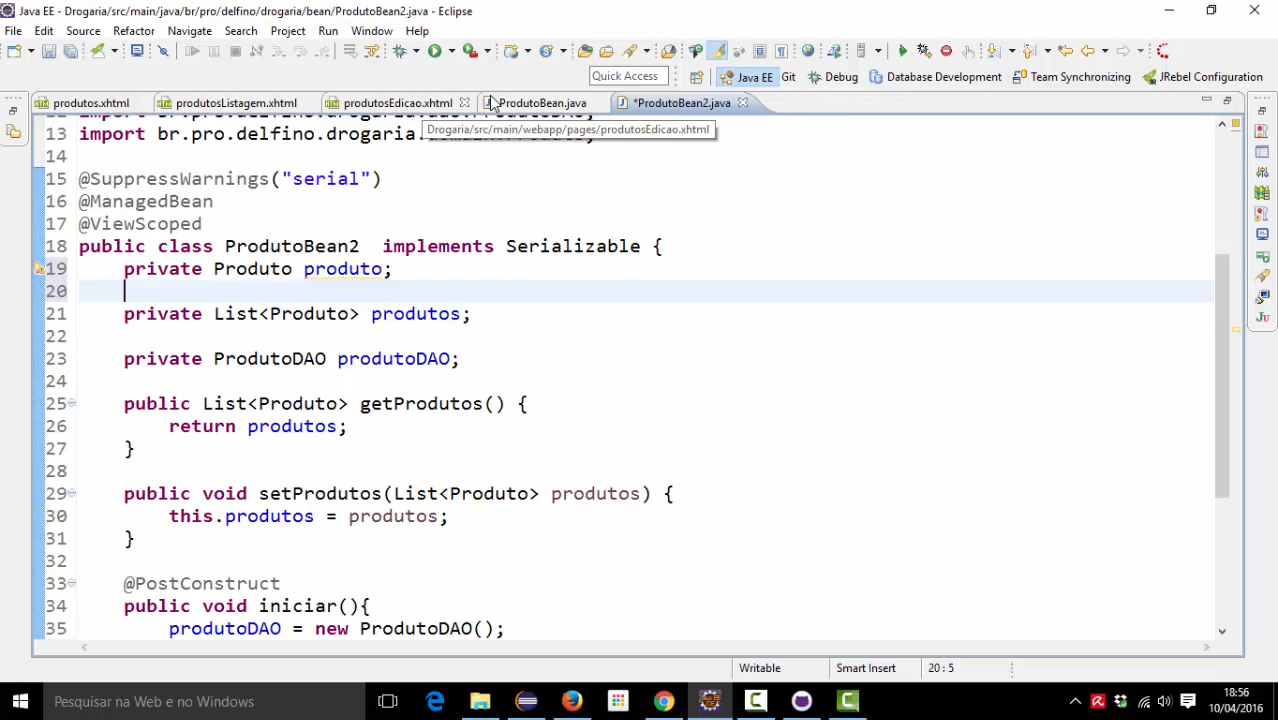 Java EE - Drogaria/src/main/java/br/pro/delfino/drogaria/bean/ProdutoBean2.java - Eclipse
File Edit Source Refactor Navigate Search Project Run Window Help
Quick Access
Java EE Git Debug Database Development Team Synchronizing JRebel Configuration
produtos.xhtml produtosListagem.xhtml produtosEdicao.xhtml ProdutoBean.java *ProdutoBean2.java
Drogaria/src/main/webapp/pages/produtosEdicao.xhtml
13 import br.pro.delfino.drogaria.
14
15 @SuppressWarnings("serial")
16 @ManagedBean
17 @ViewScoped
18 public class ProdutoBean2  implements Serializable {
19 private Produto produto;
20
21 private List<Produto> produtos;
22
23 private ProdutoDAO produtoDAO;
24
25 public List<Produto> getProdutos() {
26 return produtos;
27 }
28
29 public void setProdutos(List<Produto> produtos) {
30 this.produtos = produtos;
31 }
32
33 @PostConstruct
34 public void iniciar(){
35 produtoDAO = new ProdutoDAO();
Writable Smart Insert 20 : 5
Pesquisar na Web e no Windows
18:56
10/04/2016